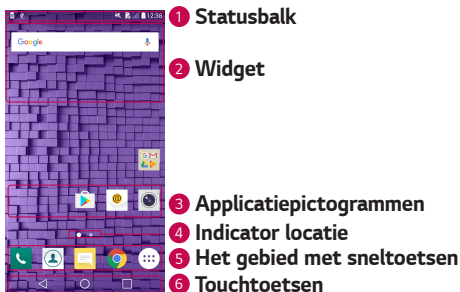 12:38
1 Statusbalk
Google
2 Widget
3 Applicatiepictogrammen
4 Indicator locatie
5 Het gebied met sneltoetsen
6 Touchtoetsen